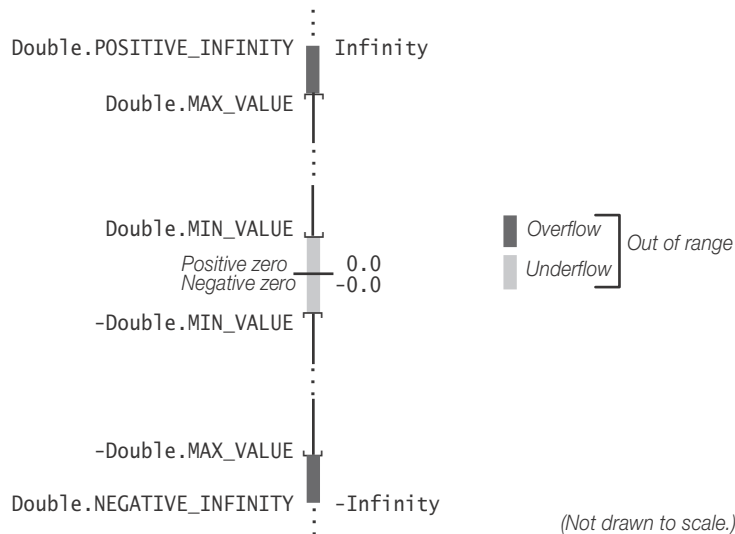 Double.POSITIVE_INFINITY Infinity
Double.MAX_VALUE
Double.MIN_VALUE
Positive zero 0.0
Negative zero -0.0
-Double.MIN_VALUE
Overflow
Underflow
Out of range
-Double.MAX_VALUE
Double.NEGATIVE_INFINITY -Infinity
(Not drawn to scale.)